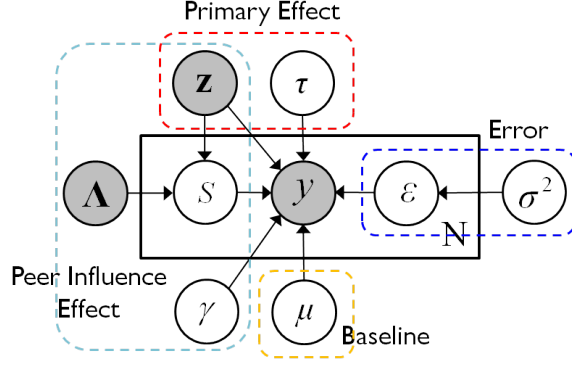 Primary Effect
z
τ
Error
Λ
S
y
ε
σ²
N
Peer Influence
Effect
γ
μ
Baseline